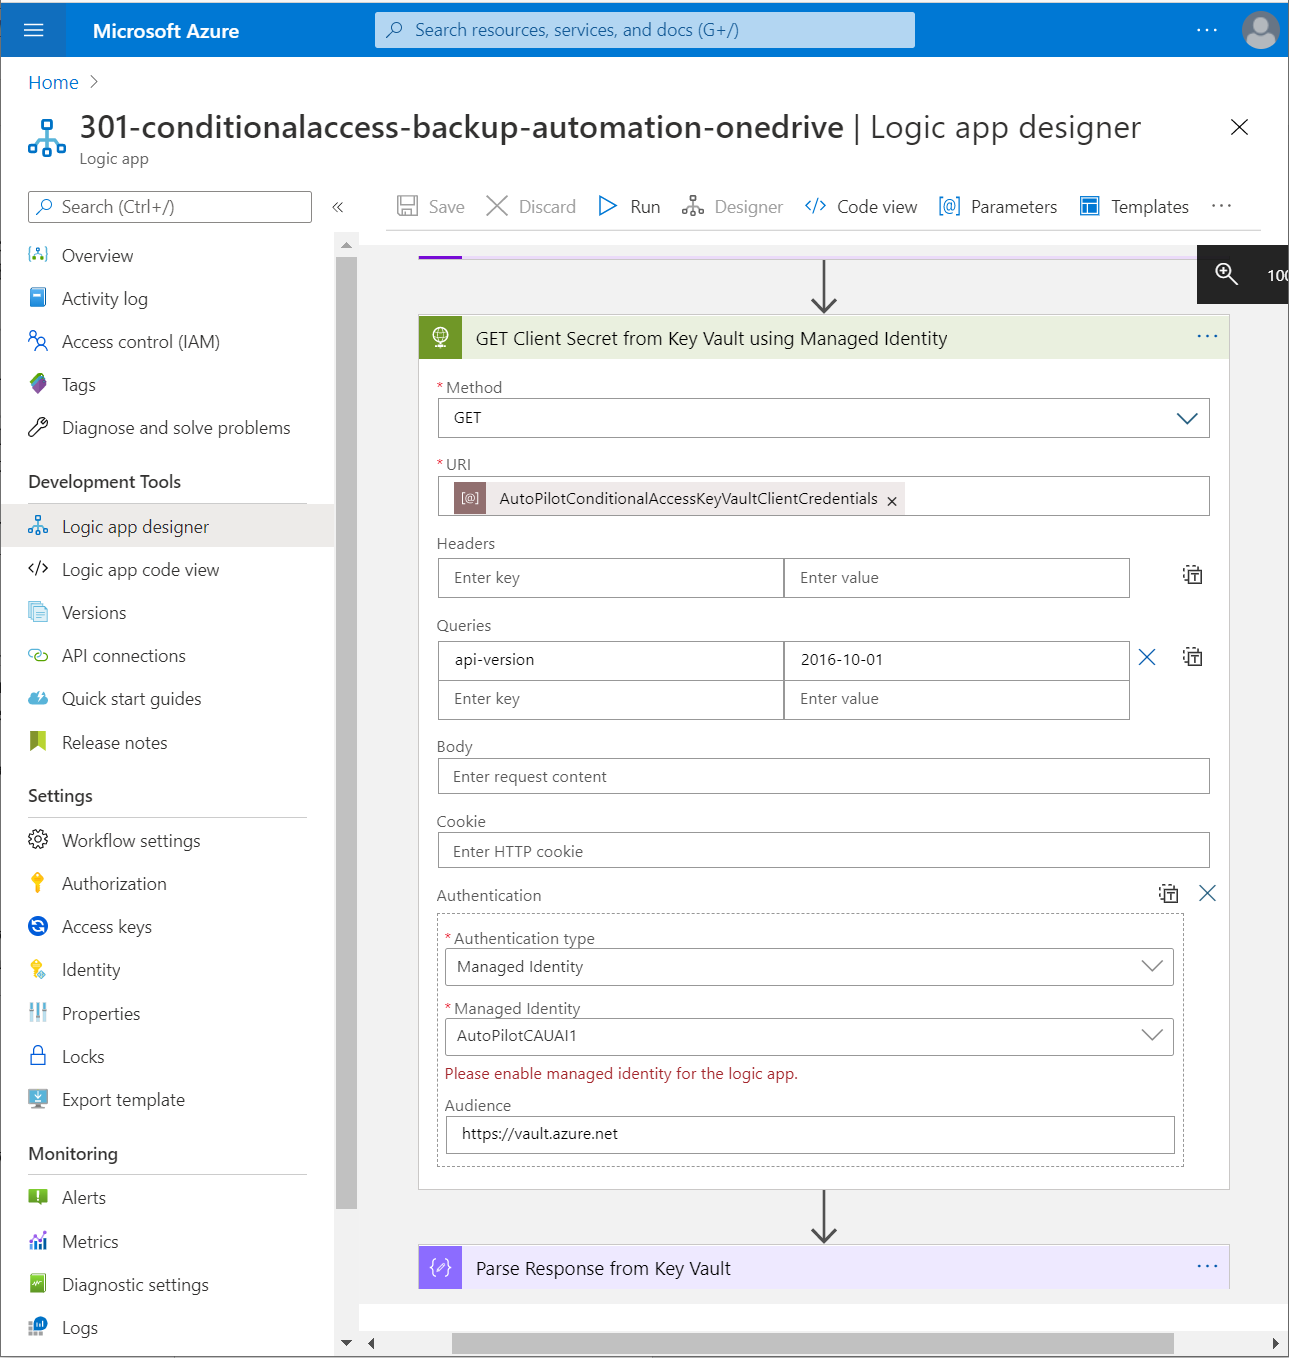 Microsoft Azure
Search resources, services, and docs (G+/)
Home
301-conditionalaccess-backup-automation-onedrive | Logic app designer
Logic app
Search (Ctrl+/)
Overview
Activity log
Access control (IAM)
Tags
Diagnose and solve problems
Development Tools
Logic app designer
Logic app code view
Versions
API connections
Quick start guides
Release notes
Settings
Workflow settings
Authorization
Access keys
Identity
Properties
Locks
Export template
Monitoring
Alerts
Metrics
Diagnostic settings
Logs
Save Discard Run Designer Code view Parameters Templates
100
GET Client Secret from Key Vault using Managed Identity
* Method
GET
* URI
AutoPilotConditionalAccessKeyVaultClientCredentials
Headers
Enter key Enter value
Queries
api-version 2016-10-01
Enter key Enter value
Body
Enter request content
Cookie
Enter HTTP cookie
Authentication
* Authentication type
Managed Identity
* Managed Identity
AutoPilotCAUAI1
Please enable managed identity for the logic app.
Audience
https://vault.azure.net
Parse Response from Key Vault